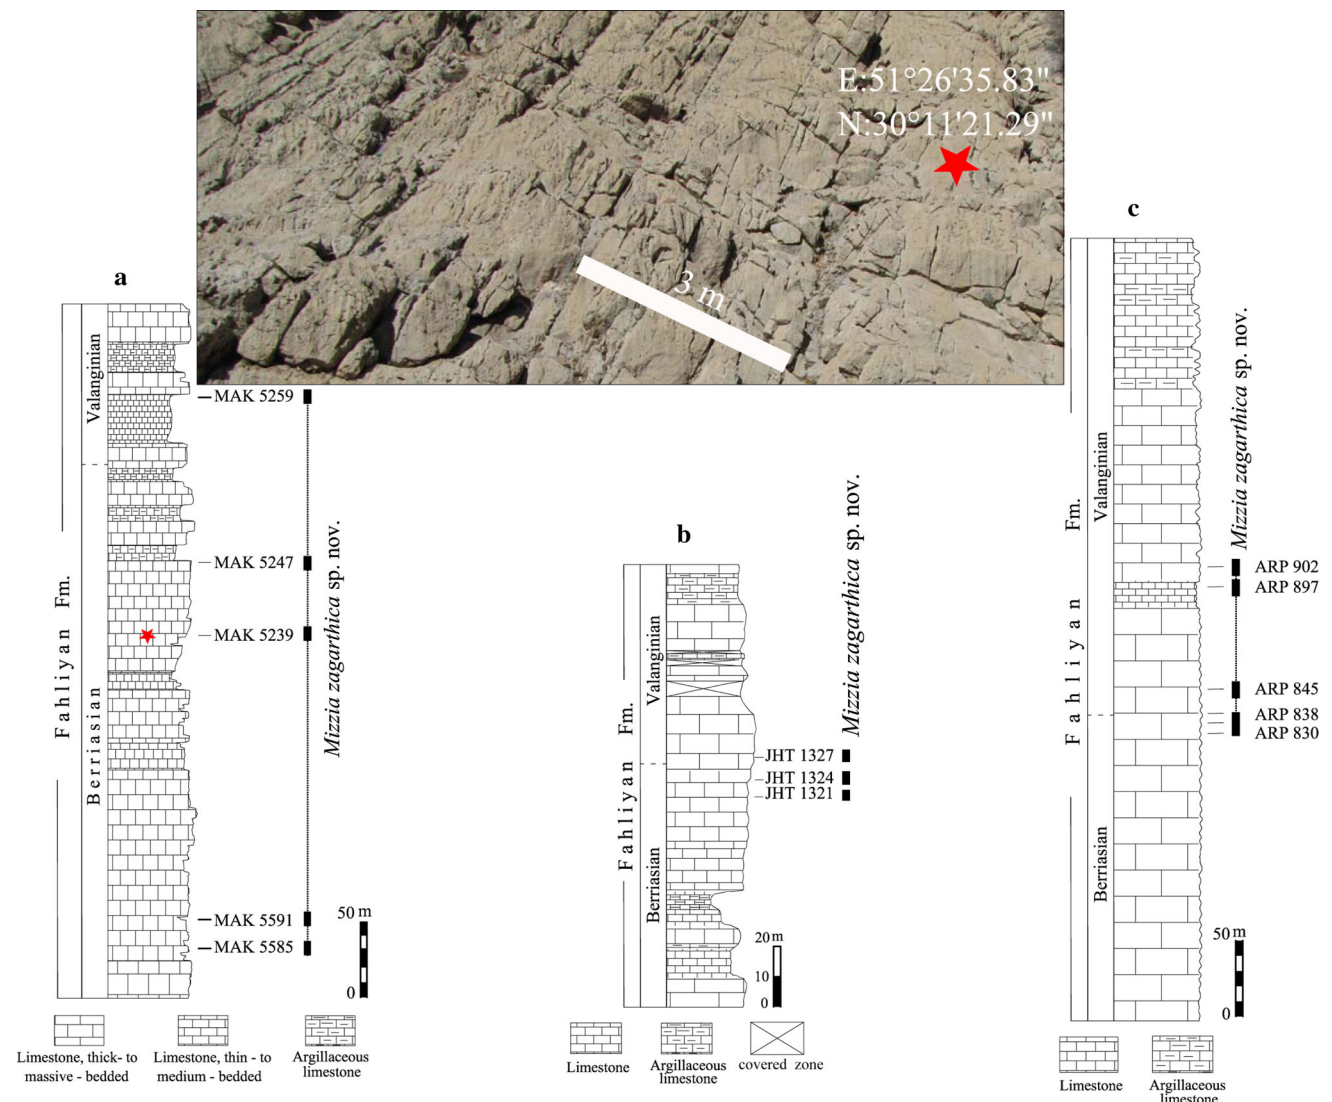 E:51°26'35.83"
N:30°11'21.29"
3 m
a
Fahliyan Fm.
Valanginian
Berriasian
MAK 5259
MAK 5247
MAK 5239
MAK 5591
MAK 5585
Mizzia zagarthica sp. nov.
50 m
0
Limestone, thick- to
massive - bedded
Limestone, thin - to
medium - bedded
Argillaceous
limestone
b
Fahliyan Fm.
Valanginian
Berriasian
JHT 1327
JHT 1324
JHT 1321
Mizzia zagarthica sp. nov.
20 m
10
0
Limestone
Argillaceous
limestone
covered zone
c
Fahliyan Fm.
Valanginian
Berriasian
Mizzia zagarthica sp. nov.
ARP 902
ARP 897
ARP 845
ARP 838
ARP 830
50 m
0
Limestone
Argillaceous
limestone